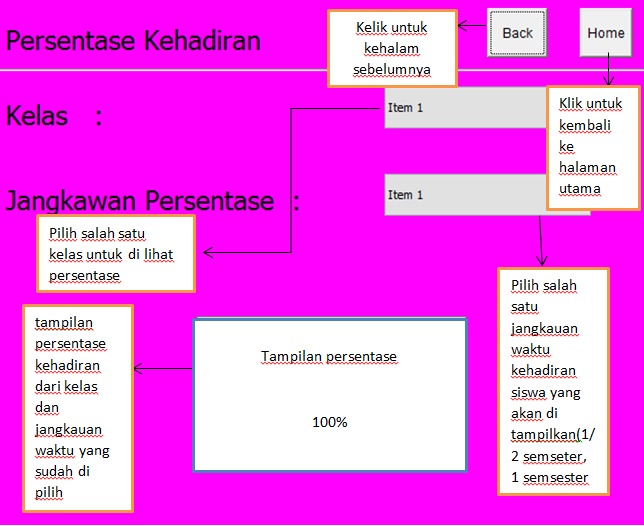 Persentase Kehadiran
Kelik untuk
kehalam
sebelumnya
Back
Home
Kelas :
Item 1
Klik untuk
kembali
ke
halaman
utama
Jangkawan Persentase :
Item 1
Pilih salah satu
kelas untuk di lihat
persentase
Pilih salah
satu
jangkauan
waktu
kehadiran
siswa yang
akan di
tampilkan(1/
2 semseter,
1 semsester
tampilan
persentase
kehadiran
dari kelas
dan
jangkauan
waktu yang
sudah di
pilih
Tampilan persentase
100%